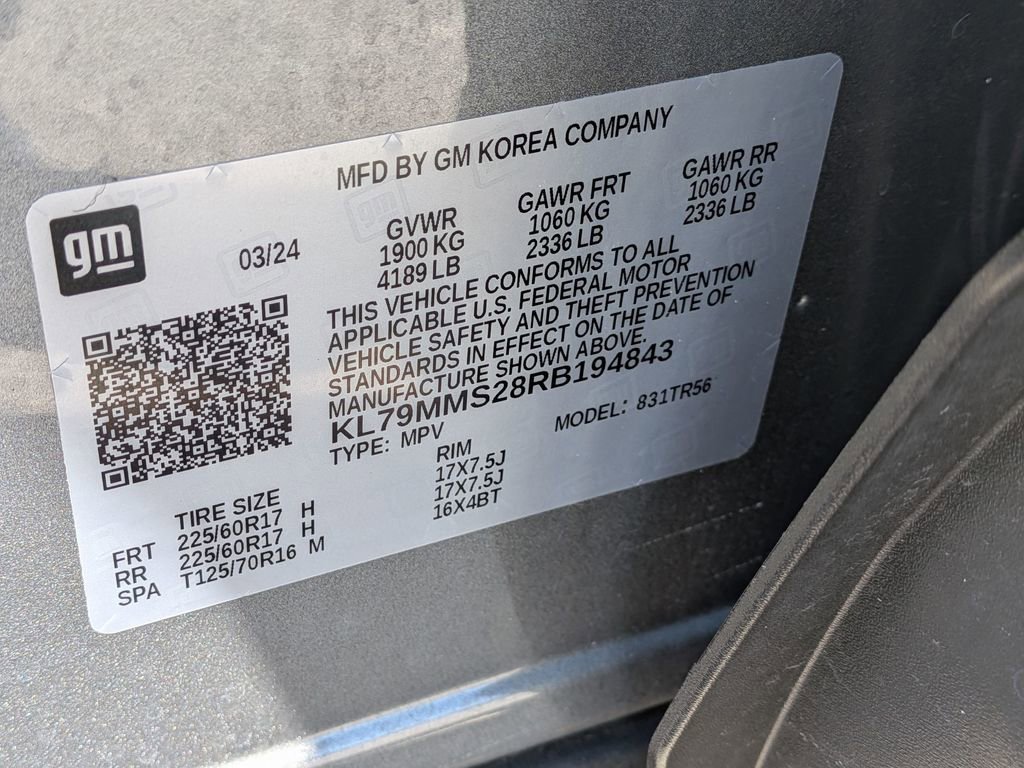 MFD BY GM KOREA COMPANY
gm
03/24
GVWR
1900 KG
4189 LB
GAWR FRT
1060 KG
2336 LB
GAWR RR
1060 KG
2336 LB
THIS VEHICLE CONFORMS TO ALL
APPLICABLE U.S. FEDERAL MOTOR
VEHICLE SAFETY AND THEFT PREVENTION
STANDARDS IN EFFECT ON THE DATE OF
MANUFACTURE SHOWN ABOVE.
KL79MMS28RB194843
TYPE: MPV
MODEL: 831TR56
TIRE SIZE
RIM
FRT 225/60R17 H 17X7.5J
RR 225/60R17 H 17X7.5J
SPA T125/70R16 M 16X4BT